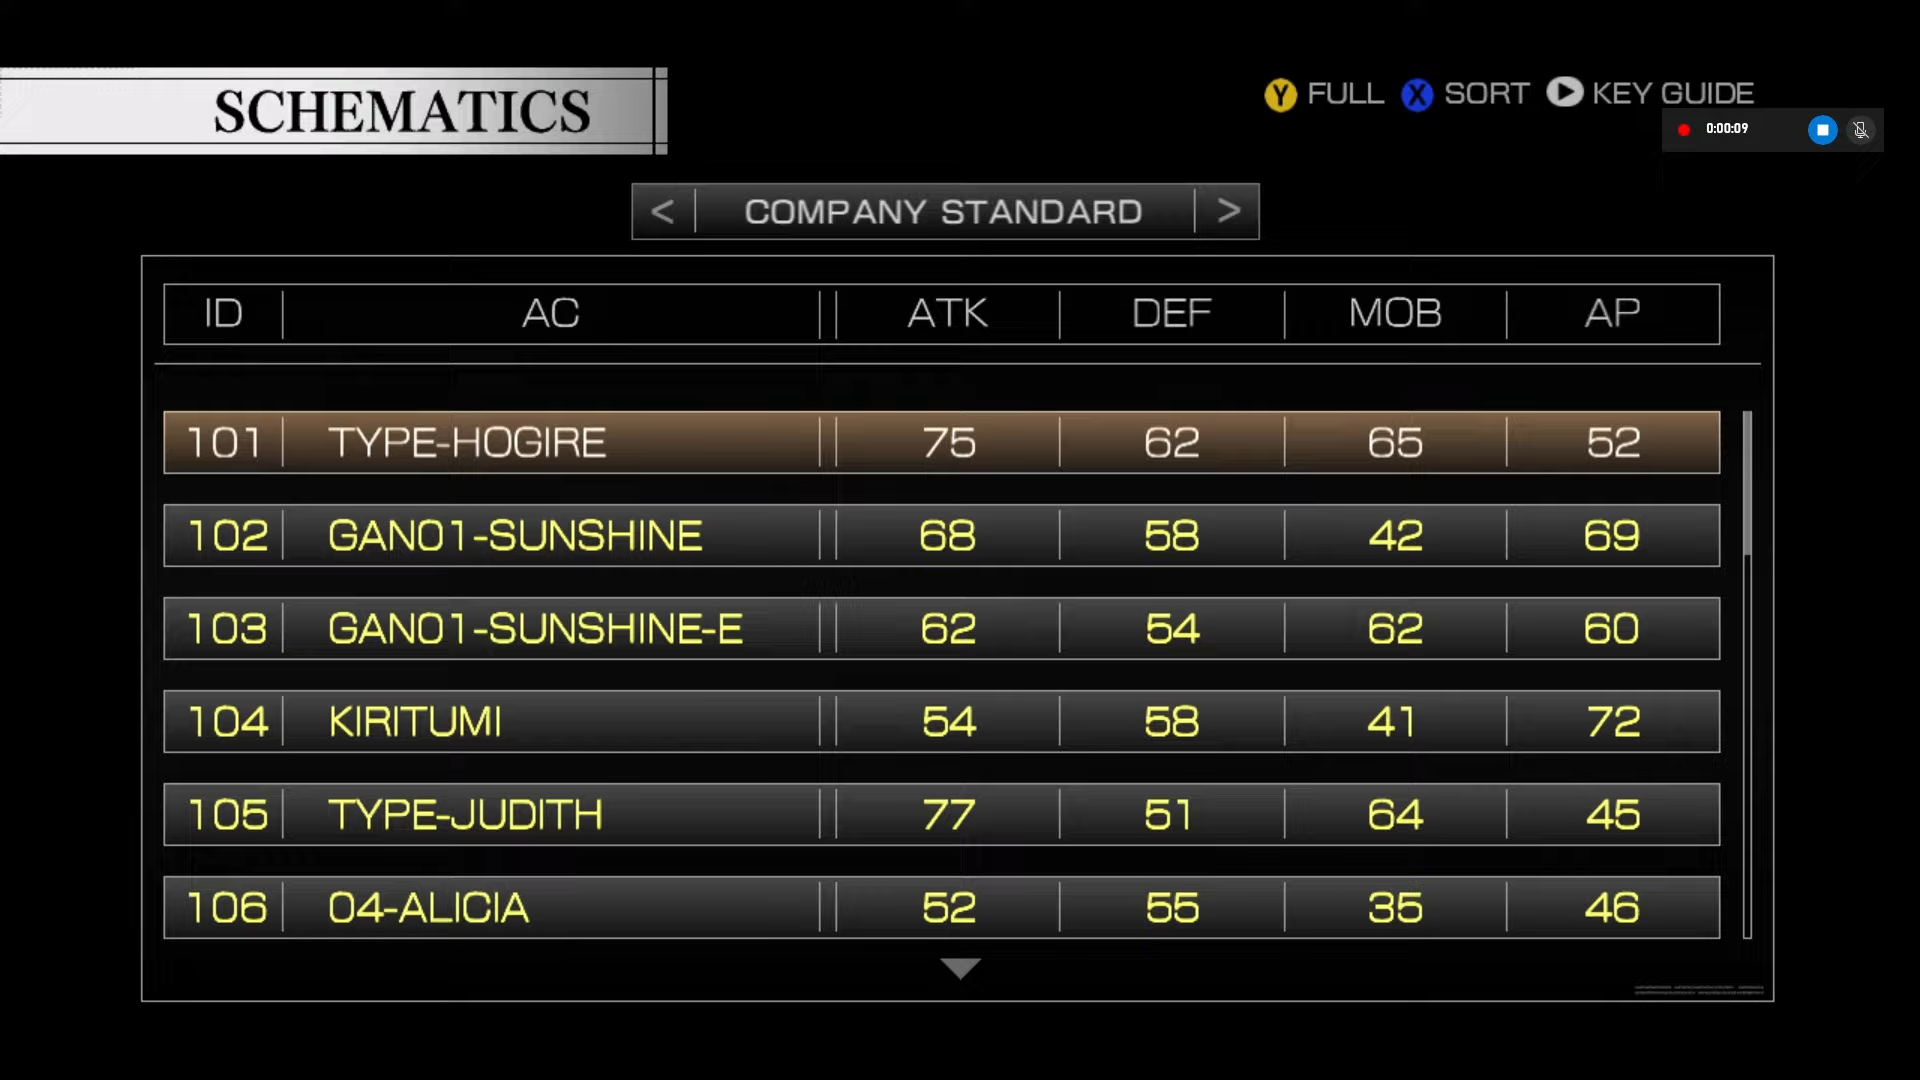 SCHEMATICS
Y FULL X SORT KEY GUIDE
0:00:09
< COMPANY STANDARD >
ID AC ATK DEF MOB AP
101 TYPE-HOGIRE 75 62 65 52
102 GAN01-SUNSHINE 68 58 42 69
103 GAN01-SUNSHINE-E 62 54 62 60
104 KIRITUMI 54 58 41 72
105 TYPE-JUDITH 77 51 64 45
106 04-ALICIA 52 55 35 46